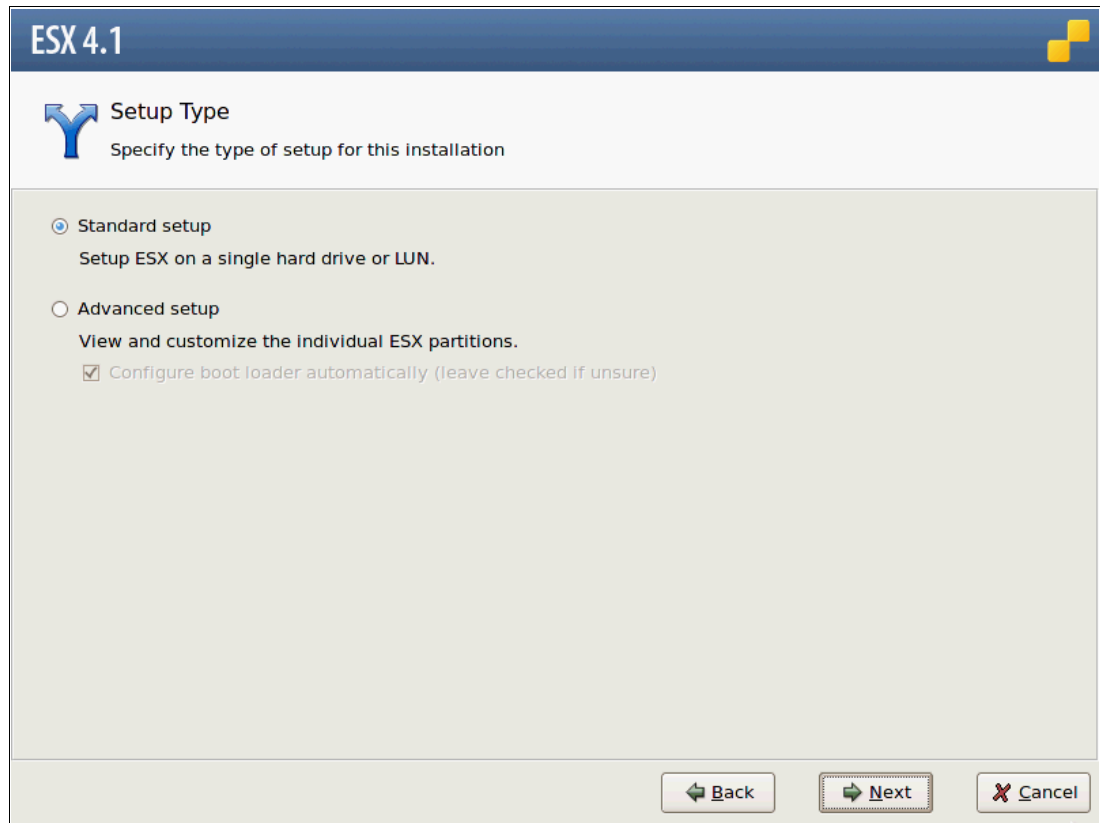 ESX 4.1
Setup Type
Specify the type of setup for this installation
Standard setup
Setup ESX on a single hard drive or LUN.
Advanced setup
View and customize the individual ESX partitions.
Configure boot loader automatically (leave checked if unsure)
Back Next Cancel